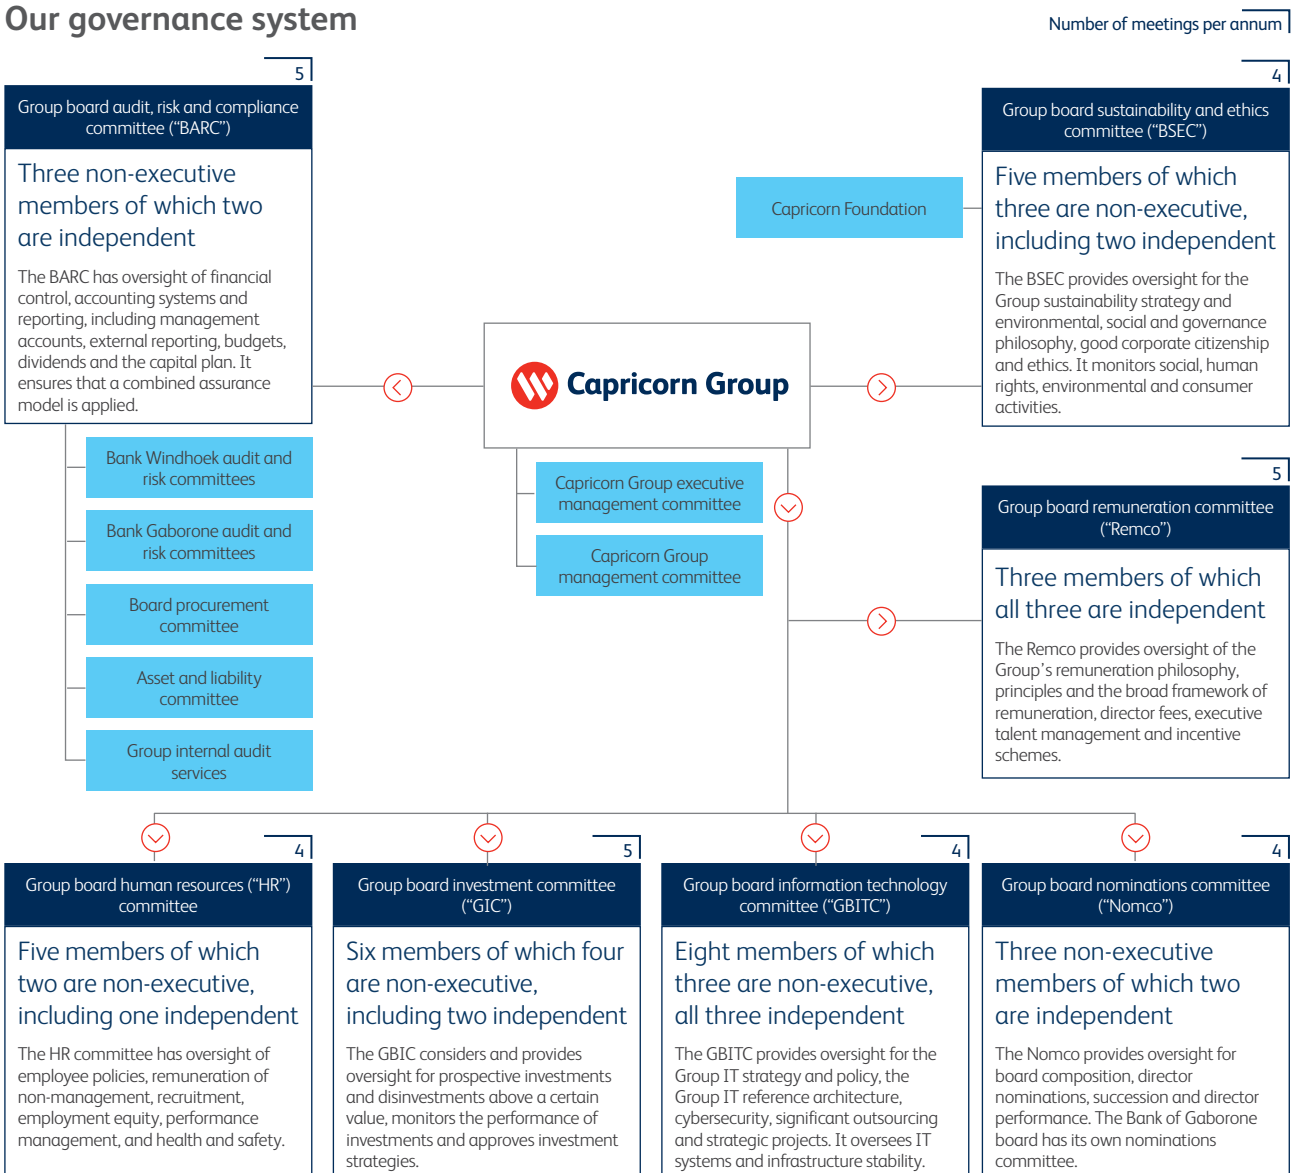 Our governance system
Number of meetings per annum
5
Group board audit, risk and compliance
committee (“BARC”)
Three non-executive
members of which two
are independent
The BARC has oversight of financial
control, accounting systems and
reporting, including management
accounts, external reporting, budgets,
dividends and the capital plan. It
ensures that a combined assurance
model is applied.
Bank Windhoek audit and
risk committees
Bank Gaborone audit and
risk committees
Board procurement
committee
Asset and liability
committee
Group internal audit
services
Capricorn Group
Capricorn Group executive
management committee
Capricorn Group
management committee
Capricorn Foundation
4
Group board sustainability and ethics
committee (“BSEC”)
Five members of which
three are non-executive,
including two independent
The BSEC provides oversight for the
Group sustainability strategy and
environmental, social and governance
philosophy, good corporate citizenship
and ethics. It monitors social, human
rights, environmental and consumer
activities.
5
Group board remuneration committee
(“Remco”)
Three members of which
all three are independent
The Remco provides oversight of the
Group’s remuneration philosophy,
principles and the broad framework of
remuneration, director fees, executive
talent management and incentive
schemes.
4
Group board human resources (“HR”)
committee
Five members of which
two are non-executive,
including one independent
The HR committee has oversight of
employee policies, remuneration of
non-management, recruitment,
employment equity, performance
management, and health and safety.
5
Group board investment committee
(“GIC”)
Six members of which four
are non-executive,
including two independent
The GBIC considers and provides
oversight for prospective investments
and disinvestments above a certain
value, monitors the performance of
investments and approves investment
strategies.
4
Group board information technology
committee (“GBITC”)
Eight members of which
three are non-executive,
all three independent
The GBITC provides oversight for the
Group IT strategy and policy, the
Group IT reference architecture,
cybersecurity, significant outsourcing
and strategic projects. It oversees IT
systems and infrastructure stability.
4
Group board nominations committee
(“Nomco”)
Three non-executive
members of which two
are independent
The Nomco provides oversight for
board composition, director
nominations, succession and director
performance. The Bank of Gaborone
board has its own nominations
committee.